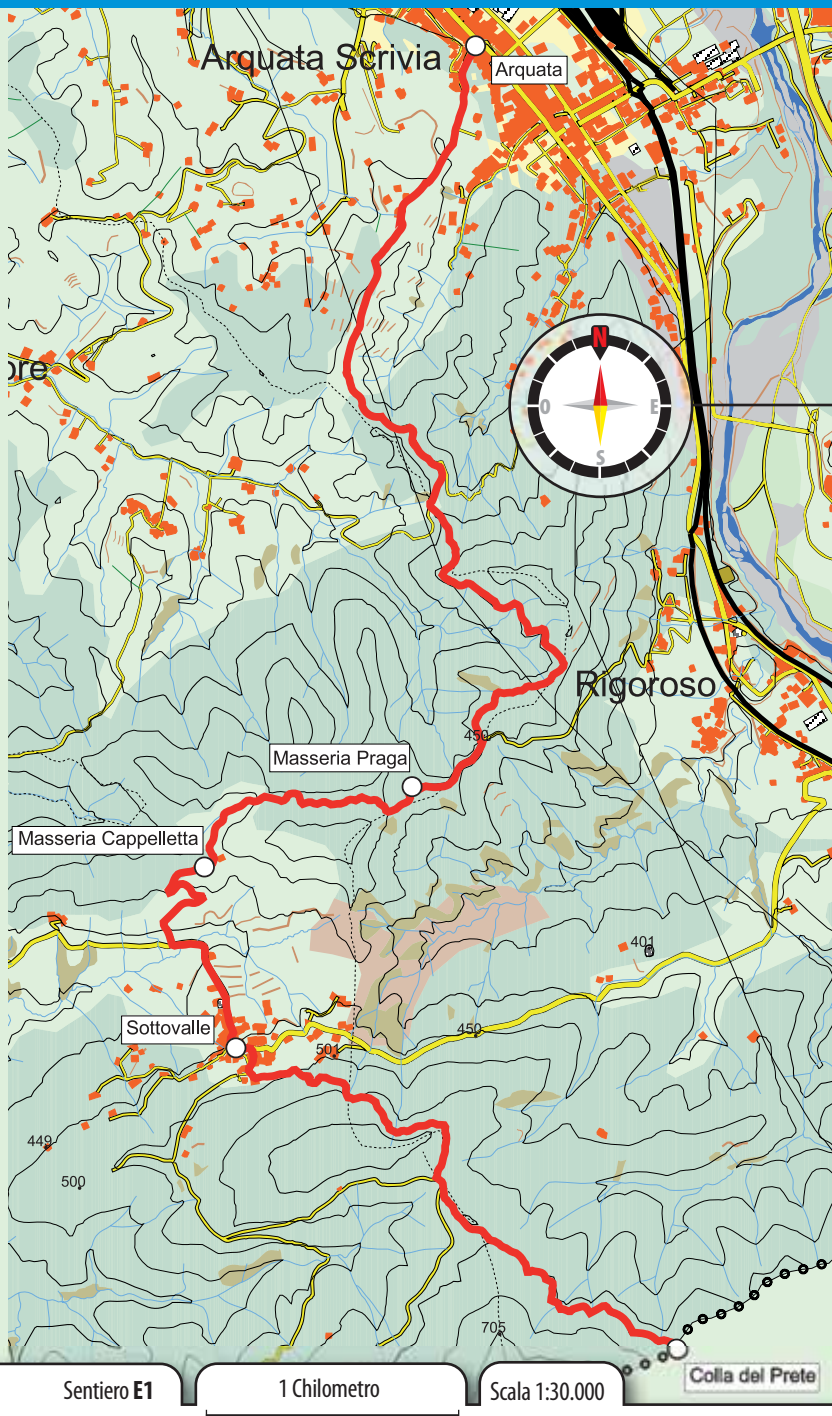 Arquata Scrivia
Arquata
ore
N
O
E
S
Rigoroso
450
Masseria Praga
Masseria Cappelletta
401
Sottovalle
450
501
449
500
705
Colla del Prete
Sentiero E1
1 Chilometro
Scala 1:30.000